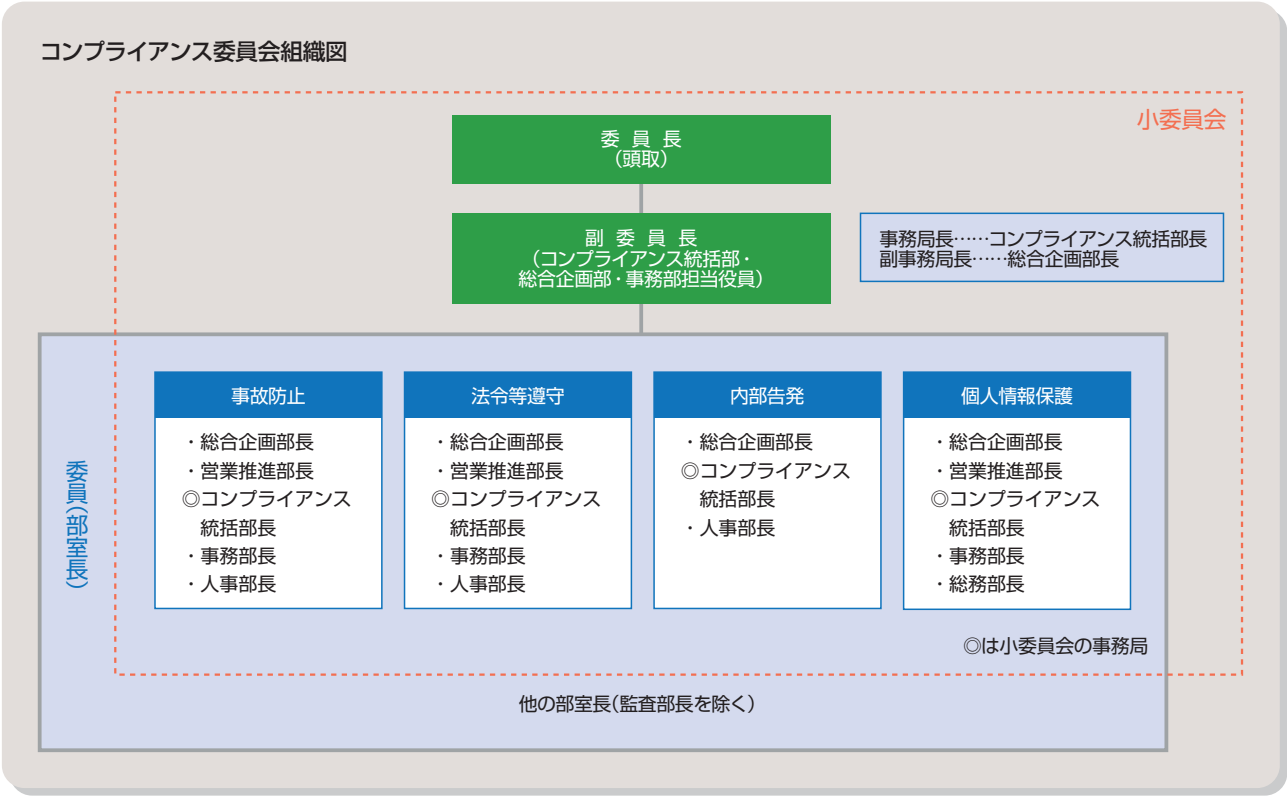 コンプライアンス委員会組織図
小委員会
委員長
（頭取）
副委員長
（コンプライアンス統括部・
総合企画部・事務部担当役員）
事務局長……コンプライアンス統括部長
副事務局長……総合企画部長
委員（部室長）
事故防止
・総合企画部長
・営業推進部長
◎コンプライアンス
統括部長
・事務部長
・人事部長
法令等遵守
・総合企画部長
・営業推進部長
◎コンプライアンス
統括部長
・事務部長
・人事部長
内部告発
・総合企画部長
◎コンプライアンス
統括部長
・人事部長
個人情報保護
・総合企画部長
・営業推進部長
◎コンプライアンス
統括部長
・事務部長
・総務部長
◎は小委員会の事務局
他の部室長（監査部長を除く）